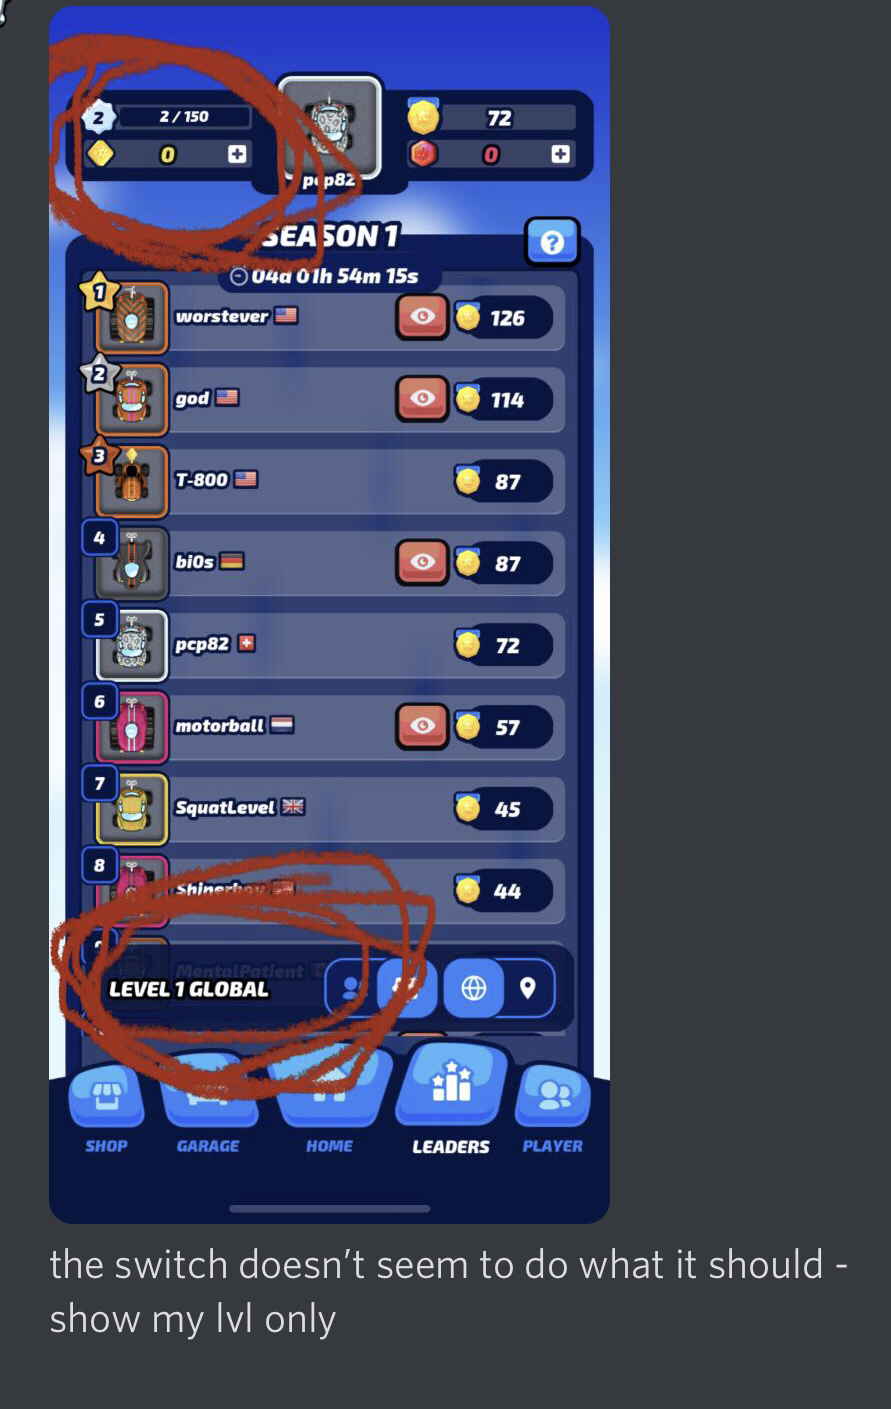 2
2 / 150
72
0
0
pcp82
SEASON 1
?
04d 01h 54m 15s
1
worstever
126
2
god
114
3
T-800
87
4
bi0s
87
5
pcp82
72
6
motorball
57
7
SquatLevel
45
8
44
MentalPatient
LEVEL 1 GLOBAL
SHOP
GARAGE
HOME
LEADERS
PLAYER
the switch doesn't seem to do what it should -
show my lvl only